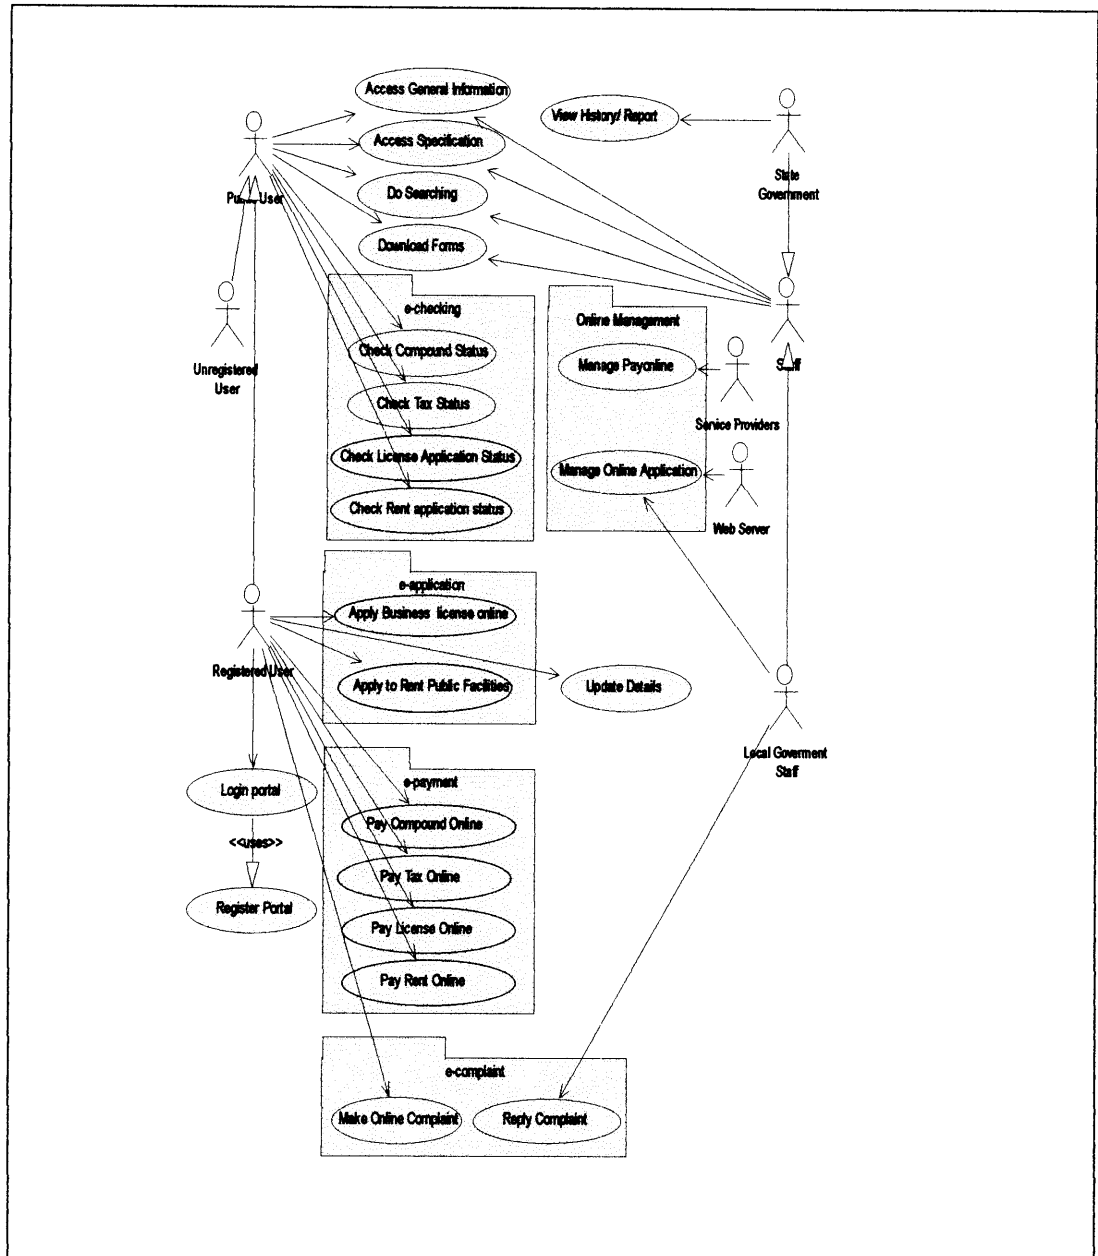 Access General Information
View History/ Report
Access Specification
Do Searching
Public User
State
Government
Download Forms
e-checking
Online Management
Check Compound Status
Manage Payonline
Staff
Unregistered
User
Check Tax Status
Service Providers
Check License Application Status
Manage Online Application
Check Rent application status
Web Server
e-application
Apply Business license online
Registered User
Apply to Rent Public Facilities
Update Details
Local Goverment
Staff
Login portal
e-payment
Pay Compound Online
<<uses>>
Pay Tax Online
Register Portal
Pay License Online
Pay Rent Online
e-complaint
Make Online Complaint
Reply Complaint